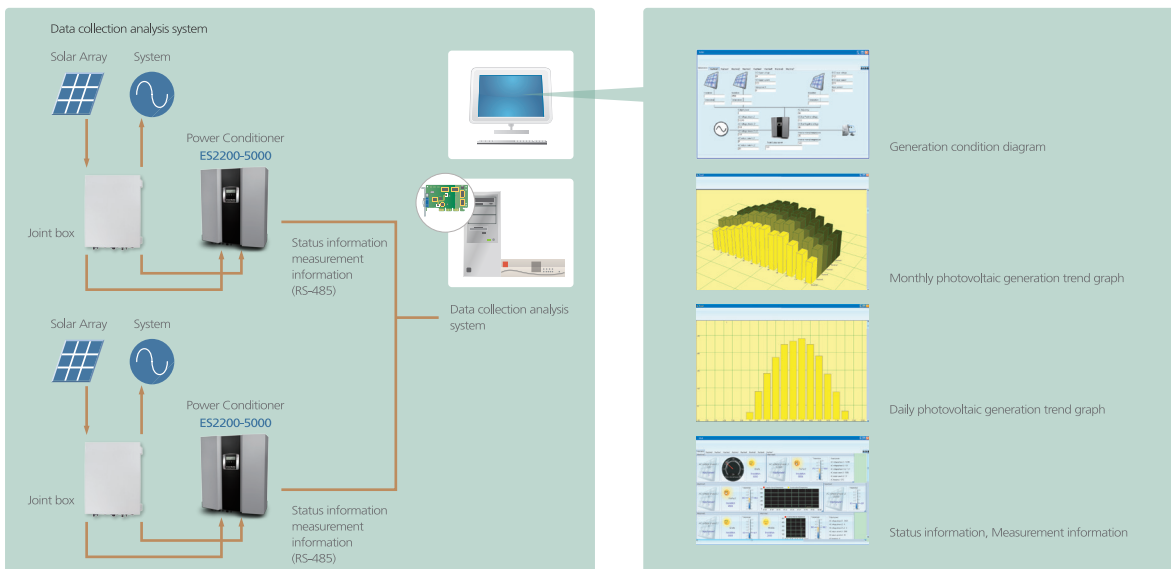 Data collection analysis system
Solar Array
System
Power Conditioner
ES2200-5000
Joint box
Status information
measurement
information
(RS-485)
Solar Array
System
Power Conditioner
ES2200-5000
Joint box
Status information
measurement
information
(RS-485)
Data collection analysis
system
Generation condition diagram
Monthly photovoltaic generation trend graph
Daily photovoltaic generation trend graph
Status information, Measurement information